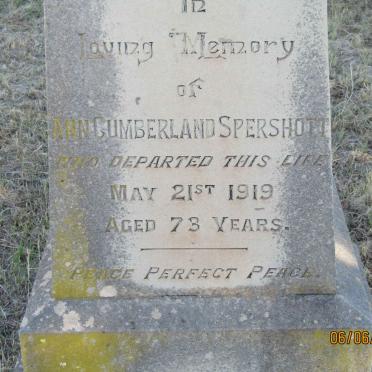 In
Loving Memory
of
ANN CUMBERLAND SPERSHOTT
WHO DEPARTED THIS LIFE
MAY 21ST 1919
AGED 73 YEARS.
PEACE PERFECT PEACE.
06/06